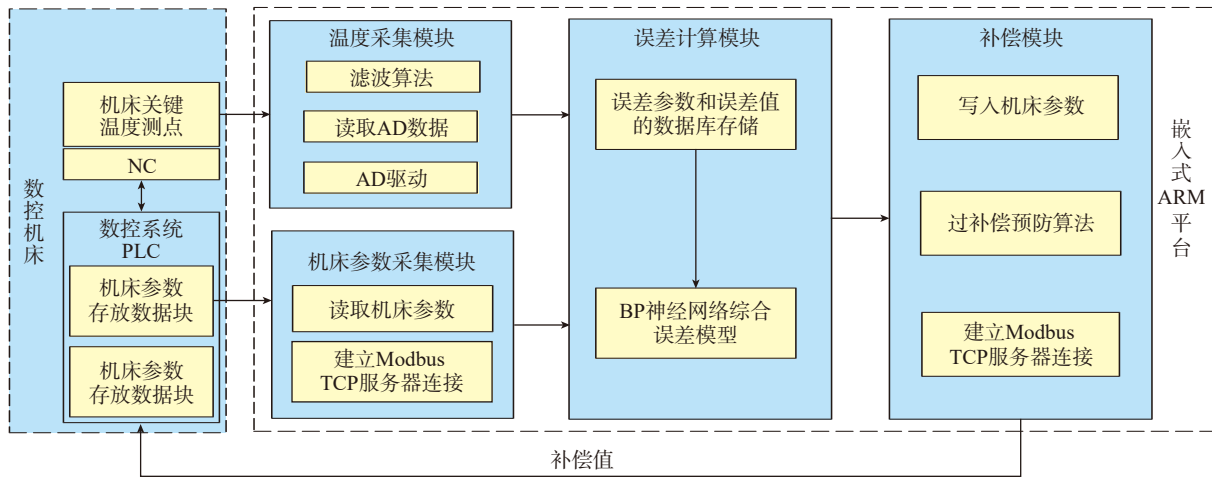 数控机床
机床关键
温度测点
NC
数控系统
PLC
机床参数
存放数据块
机床参数
存放数据块
温度采集模块
滤波算法
读取AD数据
AD驱动
机床参数采集模块
读取机床参数
建立Modbus
TCP服务器连接
误差计算模块
误差参数和误差值
的数据库存储
BP神经网络综合
误差模型
补偿模块
写入机床参数
过补偿预防算法
建立Modbus
TCP服务器连接
嵌入式
ARM
平台
补偿值